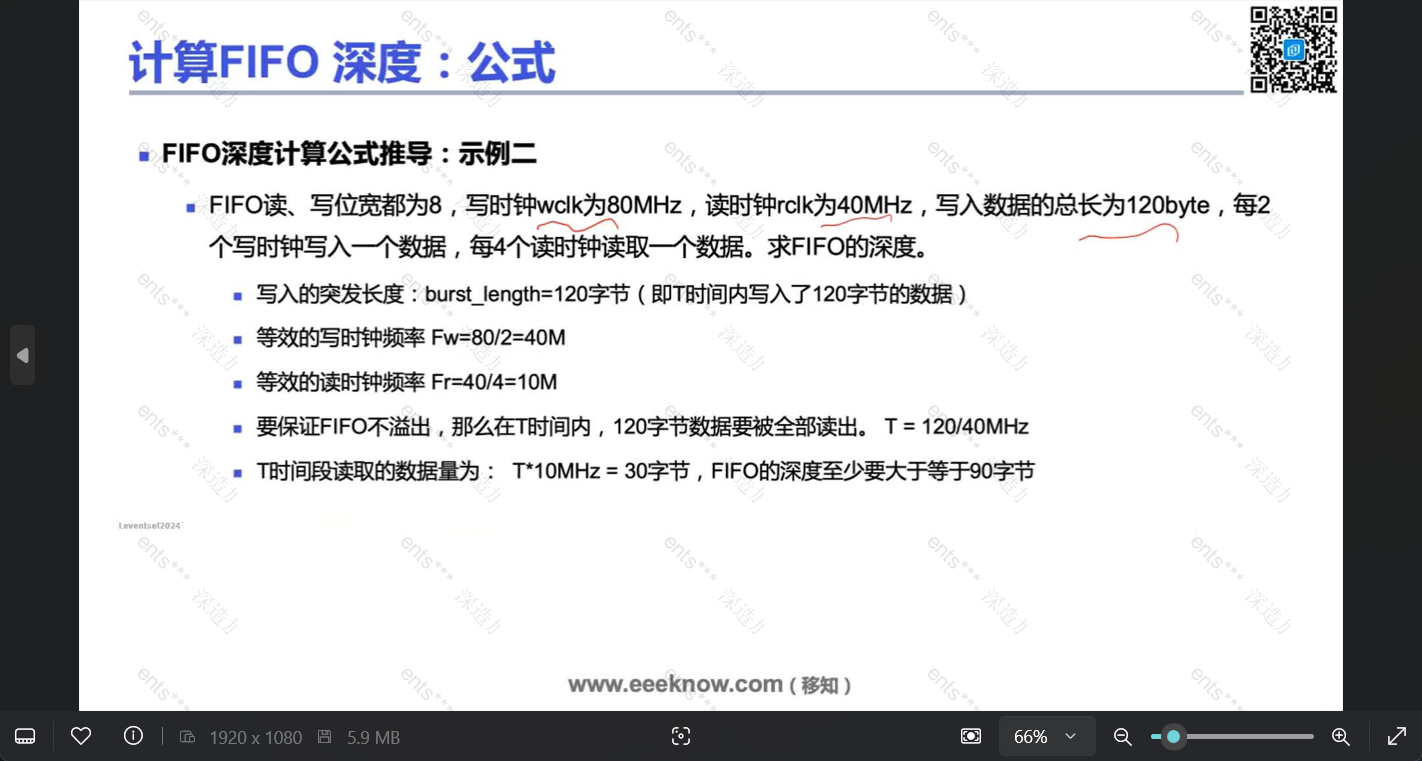 计算FIFO 深度：公式
FIFO深度计算公式推导：示例二
FIFO读、写位宽都为8，写时钟wclk为80MHz，读时钟rclk为40MHz，写入数据的总长为120byte，每2
个写时钟写入一个数据，每4个读时钟读取一个数据。求FIFO的深度。
写入的突发长度：burst_length=120字节（即T时间内写入了120字节的数据）
等效的写时钟频率 Fw=80/2=40M
等效的读时钟频率 Fr=40/4=10M
要保证FIFO不溢出，那么在T时间内，120字节数据要被全部读出。 T = 120/40MHz
T时间段读取的数据量为： T*10MHz = 30字节，FIFO的深度至少要大于等于90字节
Leventsel2024
www.eeeknow.com（移知）
1920 x 1080
5.9 MB
66%